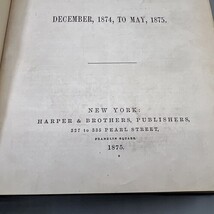 DECEMBER, 1874, TO MAY, 1875.
NEW YORK:
HARPER & BROTHERS, PUBLISHERS,
327 to 335 PEARL STREET,
FRANKLIN SQUARE.
1875.